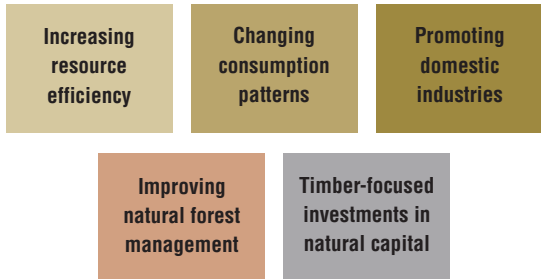 Increasing
resource
efficiency
Changing
consumption
patterns
Promoting
domestic
industries
Improving
natural forest
management
Timber-focused
investments in
natural capital